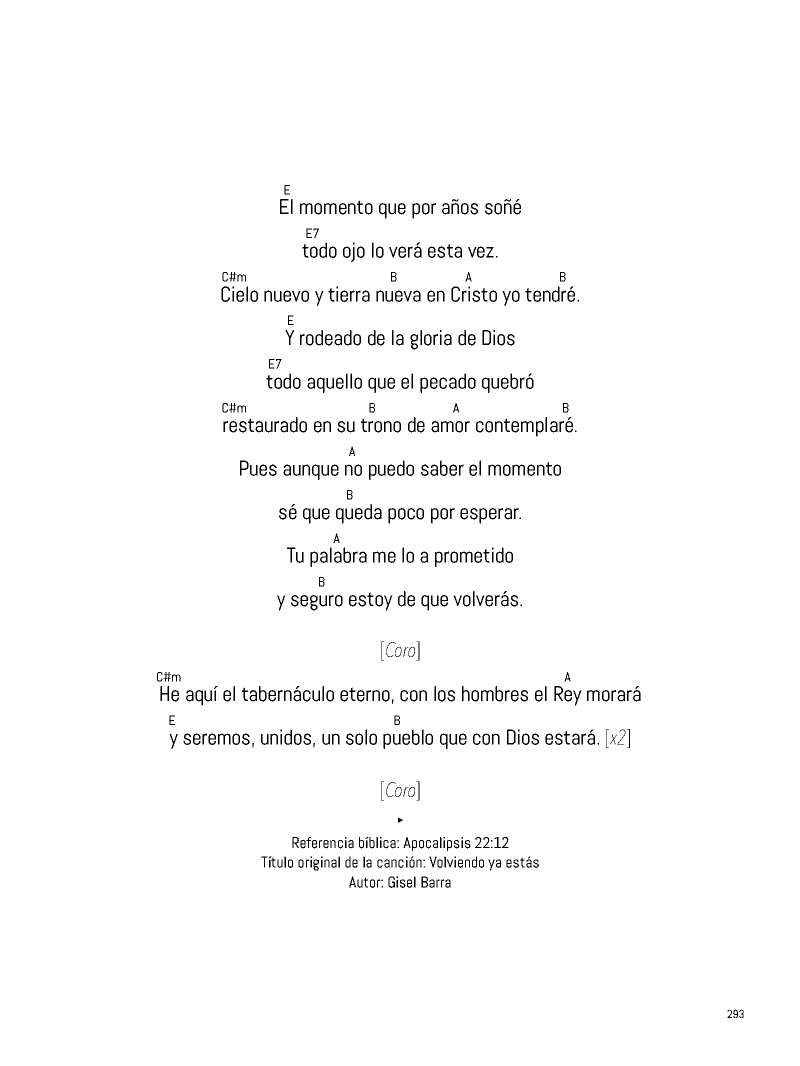 E
El momento que por años soñé
E7
todo ojo lo verá esta vez.
C#m B A B
Cielo nuevo y tierra nueva en Cristo yo tendré.
E
Y rodeado de la gloria de Dios
E7
todo aquello que el pecado quebró
C#m B A B
restaurado en su trono de amor contemplaré.
A
Pues aunque no puedo saber el momento
B
sé que queda poco por esperar.
A
Tu palabra me lo a prometido
B
y seguro estoy de que volverás.
[Coro]
C#m A
He aquí el tabernáculo eterno, con los hombres el Rey morará
E B
y seremos, unidos, un solo pueblo que con Dios estará. [x2]
[Coro]
Referencia bíblica: Apocalipsis 22:12
Título original de la canción: Volviendo ya estás
Autor: Gisel Barra
293